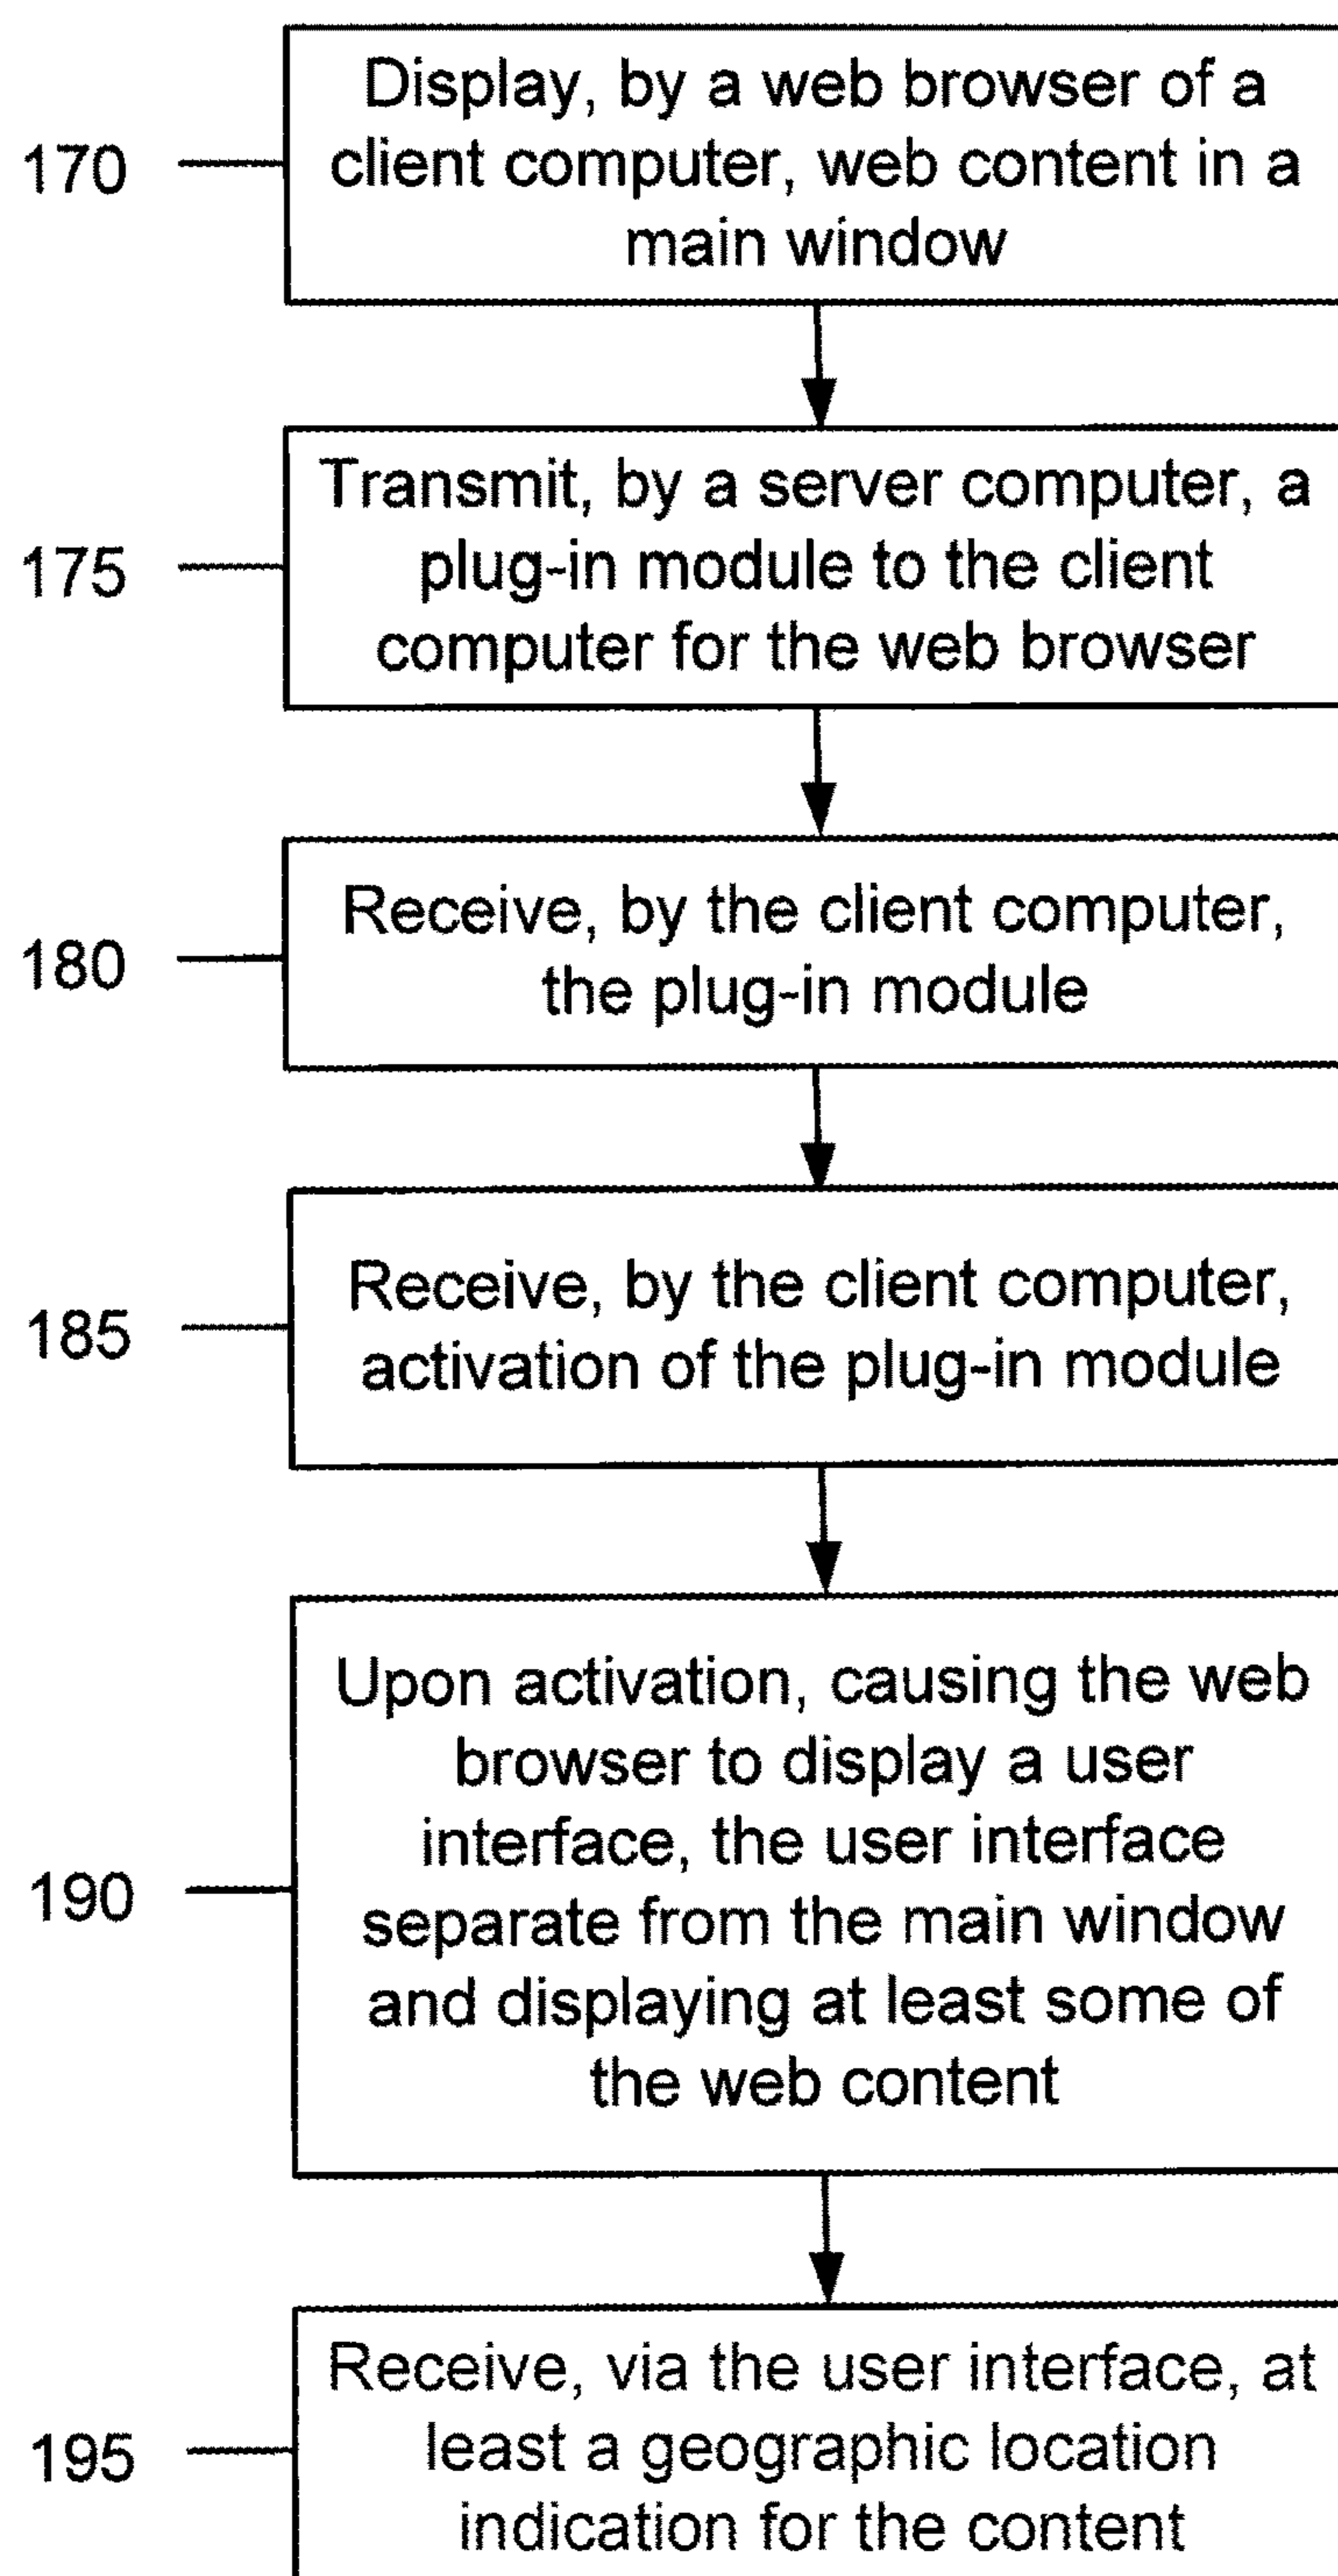 Display, by a web browser of a
170
client computer, web content in a
main window
Transmit, by a server computer, a
175
plug-in module to the client
computer for the web browser
Receive, by the client computer,
180
the plug-in module
Receive, by the client computer,
185
activation of the plug-in module
Upon activation, causing the web
browser to display a user
interface, the user interface
190
separate from the main window
and displaying at least some of
the web content
Receive, via the user interface, at
195
least a geographic location
indication for the content